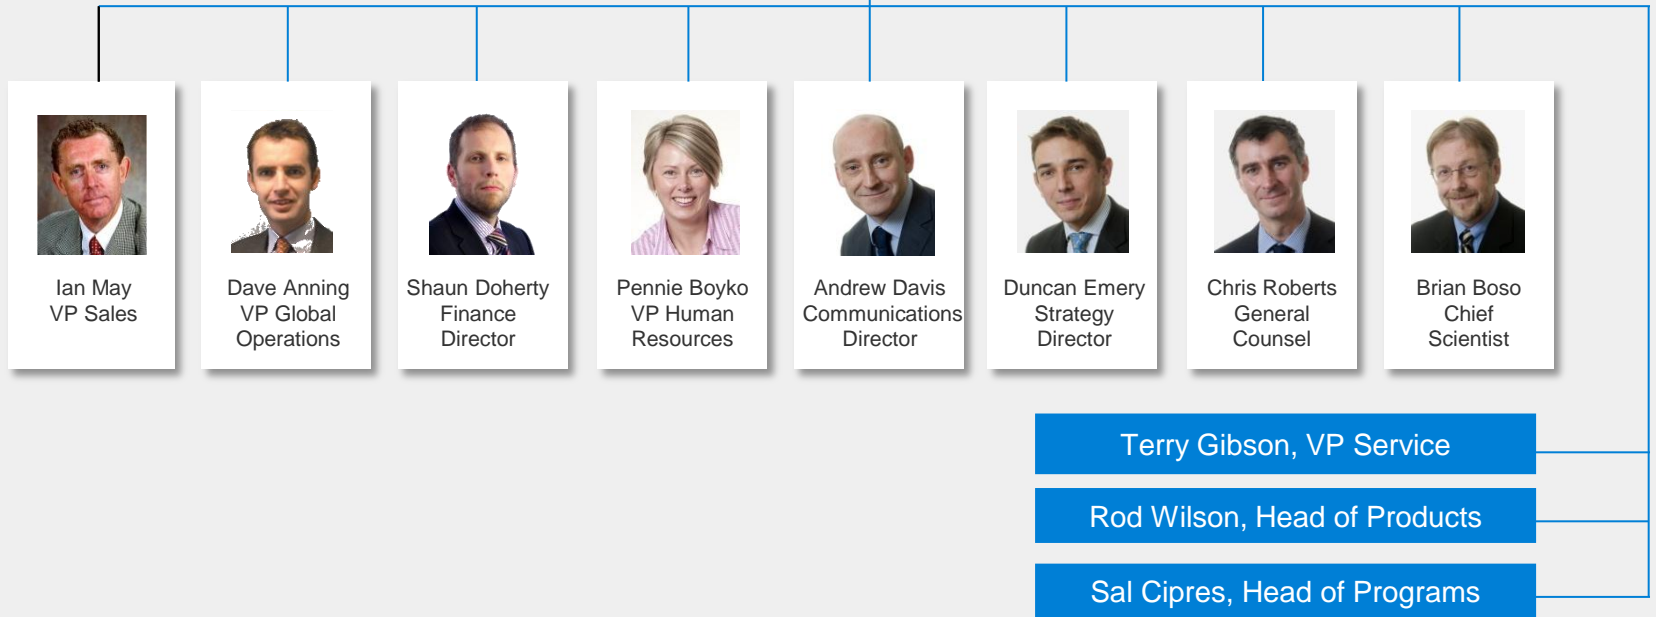 Ian May
VP Sales
Dave Anning
VP Global
Operations
Shaun Doherty
Finance
Director
Pennie Boyko
VP Human
Resources
Andrew Davis
Communications
Director
Duncan Emery
Strategy
Director
Chris Roberts
General
Counsel
Brian Boso
Chief
Scientist
Terry Gibson, VP Service
Rod Wilson, Head of Products
Sal Cipres, Head of Programs